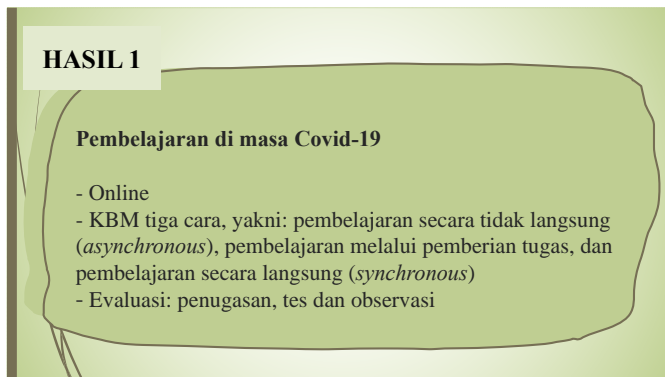 HASIL 1
Pembelajaran di masa Covid-19
- Online
- KBM tiga cara, yakni: pembelajaran secara tidak langsung
(asynchronous), pembelajaran melalui pemberian tugas, dan
pembelajaran secara langsung (synchronous)
- Evaluasi: penugasan, tes dan observasi